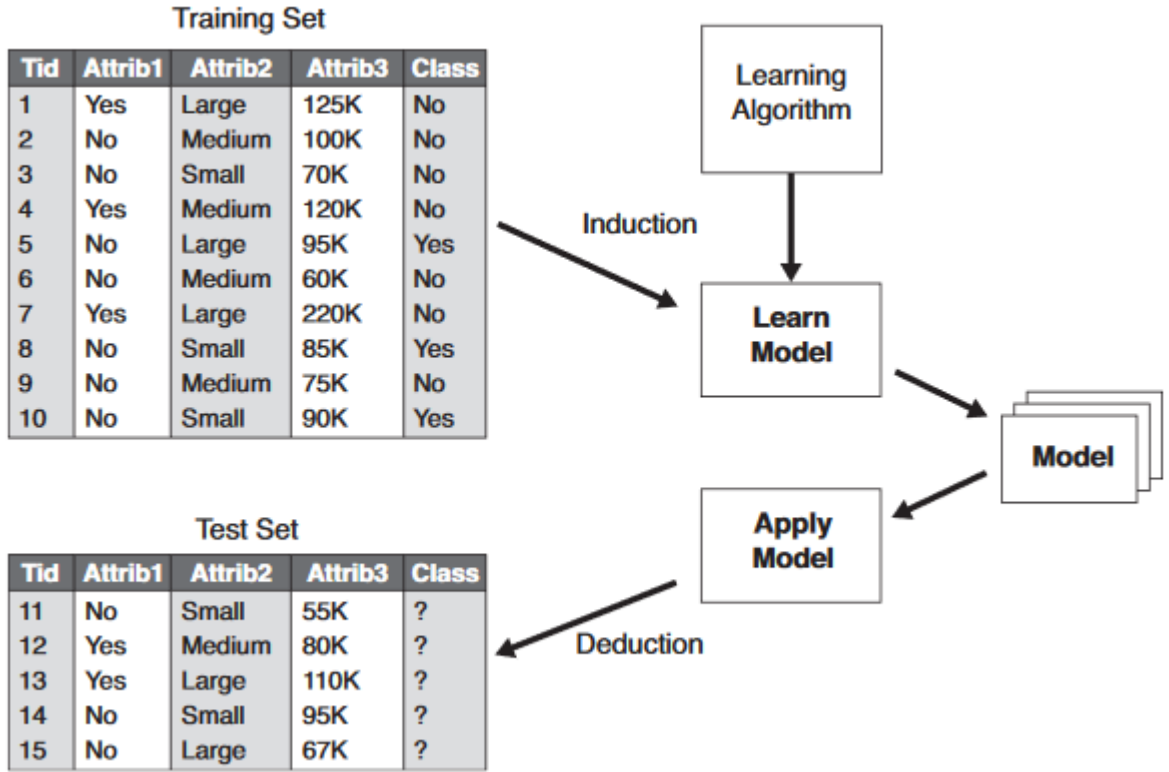 Training Set
Tid Attrib1 Attrib2 Attrib3 Class
1 Yes Large 125K No
2 No Medium 100K No
3 No Small 70K No
4 Yes Medium 120K No
5 No Large 95K Yes
6 No Medium 60K No
7 Yes Large 220K No
8 No Small 85K Yes
9 No Medium 75K No
10 No Small 90K Yes
Learning
Algorithm
Induction
Learn
Model
Model
Apply
Model
Deduction
Test Set
Tid Attrib1 Attrib2 Attrib3 Class
11 No Small 55K ?
12 Yes Medium 80K ?
13 Yes Large 110K ?
14 No Small 95K ?
15 No Large 67K ?